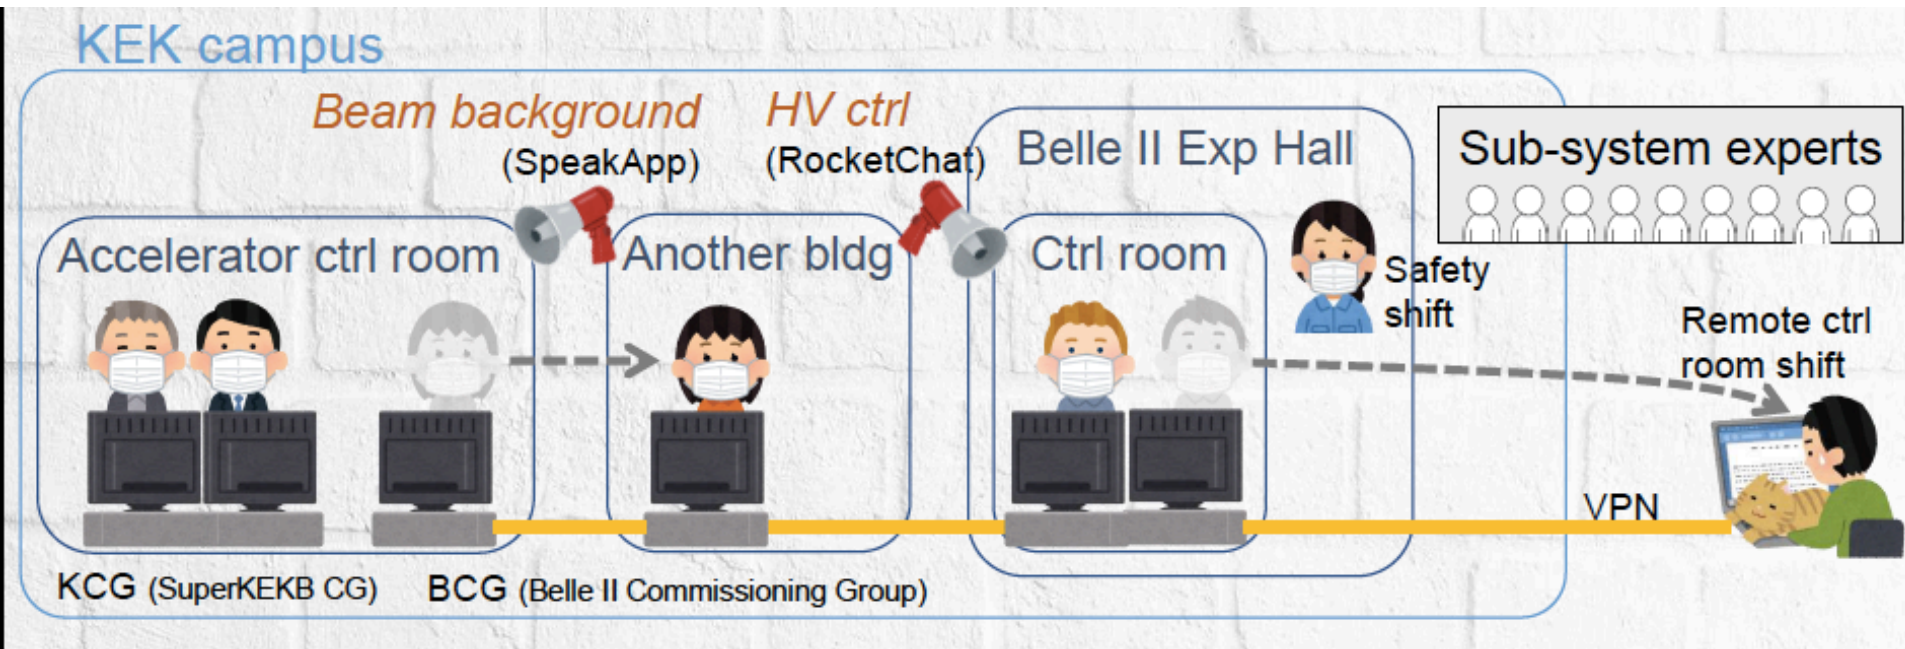 KEK campus
Beam background
(SpeakApp)
HV ctrl
(RocketChat)
Belle II Exp Hall
Sub-system experts
Accelerator ctrl room
Another bldg
Ctrl room
Safety
shift
Remote ctrl
room shift
VPN
KCG (SuperKEKB CG)
BCG (Belle II Commissioning Group)